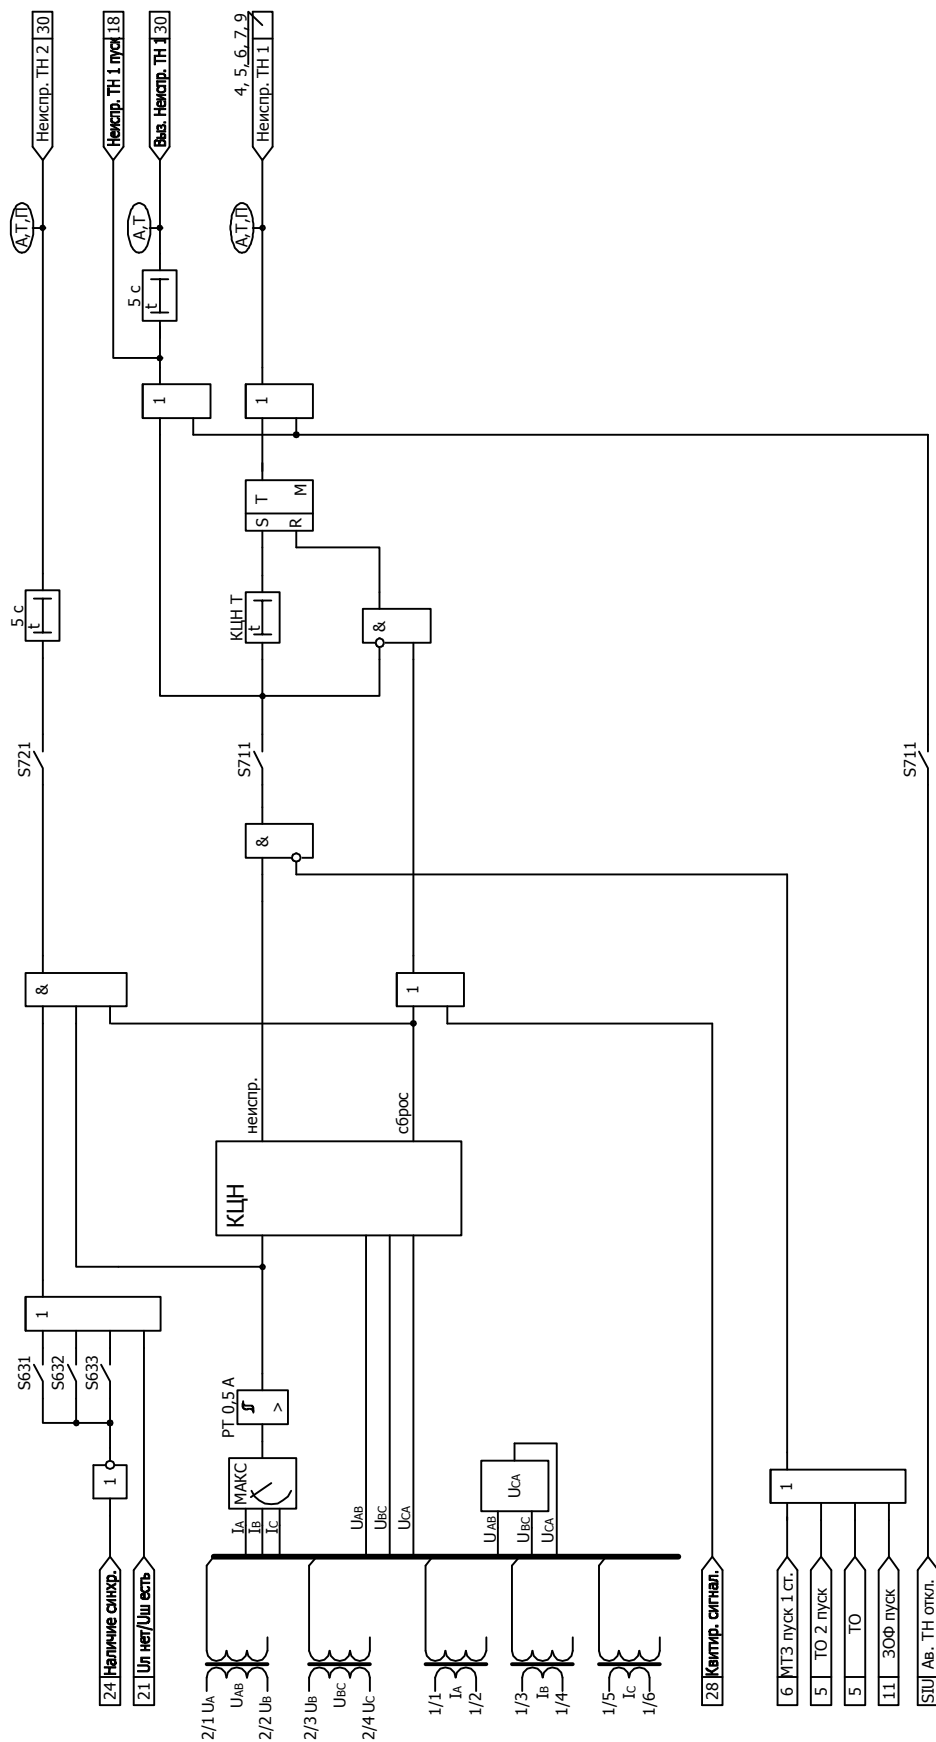 Неиспр. ТН 2 30
Неиспр. ТН 1 пуск 18
Выз. Неиспр. ТН 1 30
4, 5, 6, 7, 9
Неиспр. ТН 1
А,Т,П
А,Т
А,Т,П
5 с
t
1
1
T
M
S
R
5 с
t
КЦН Т
t
&
S721
S711
S711
&
&
1
неиспр.
сброс
КЦН
1
S631
S632
S633
РТ 0,5 А
>
1
МАКС
IA
IB
IC
UAB
UBC
UCA
UCA
UAB
UBC
UCA
1
24 Наличие синхр.
21 Uл нет/Uш есть
2/1 UA
UAB
2/2 UB
2/3 UB
UBC
2/4 UC
1/1
IA
1/2
1/3
IB
1/4
1/5
IC
1/6
28 Квитир. сигнал.
6 МТЗ пуск 1 ст.
5 ТО 2 пуск
5 ТО
11 ЗОФ пуск
SIU Ав. ТН откл.